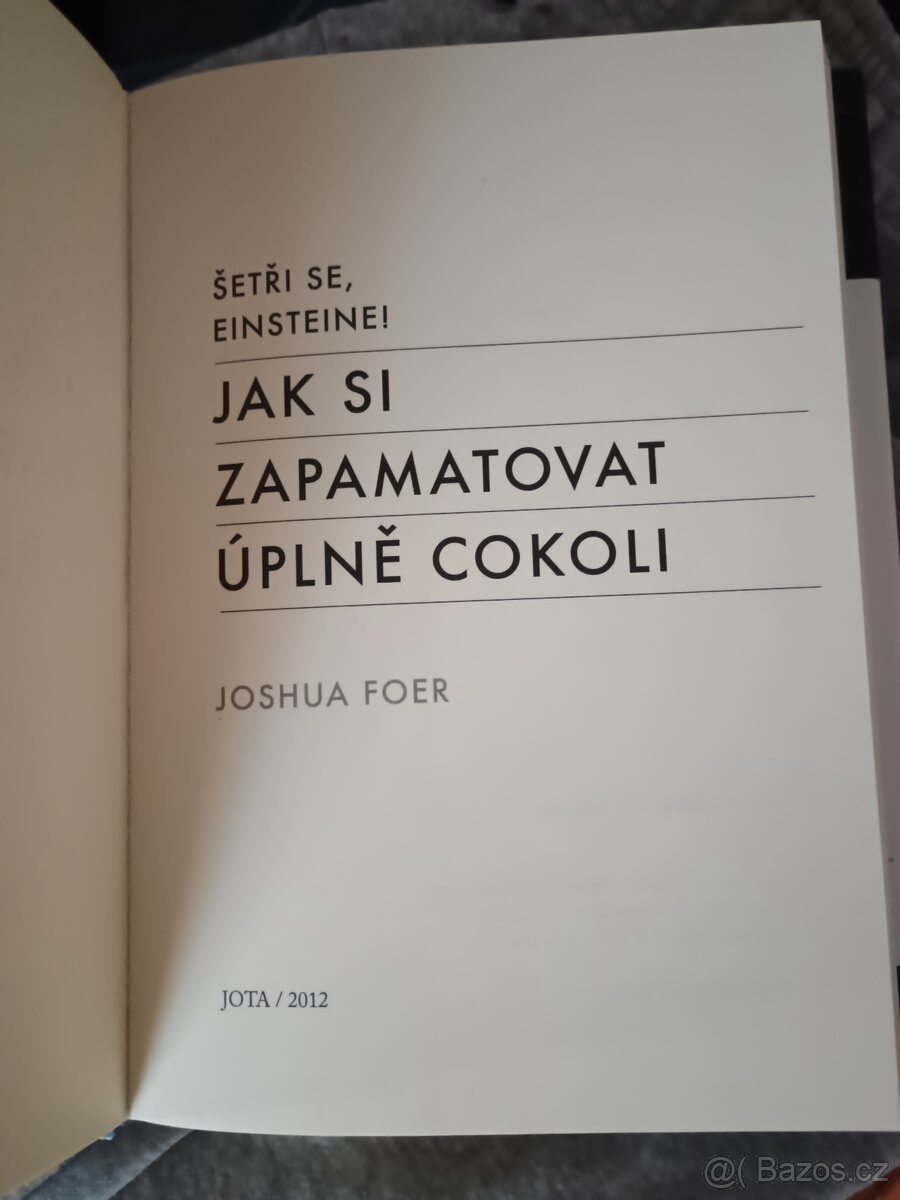 ŠETŘI SE,
EINSTEINE!
JAK SI
ZAPAMATOVAT
ÚPLNĚ COKOLI
JOSHUA FOER
JOTA / 2012
@( Bazos.cz